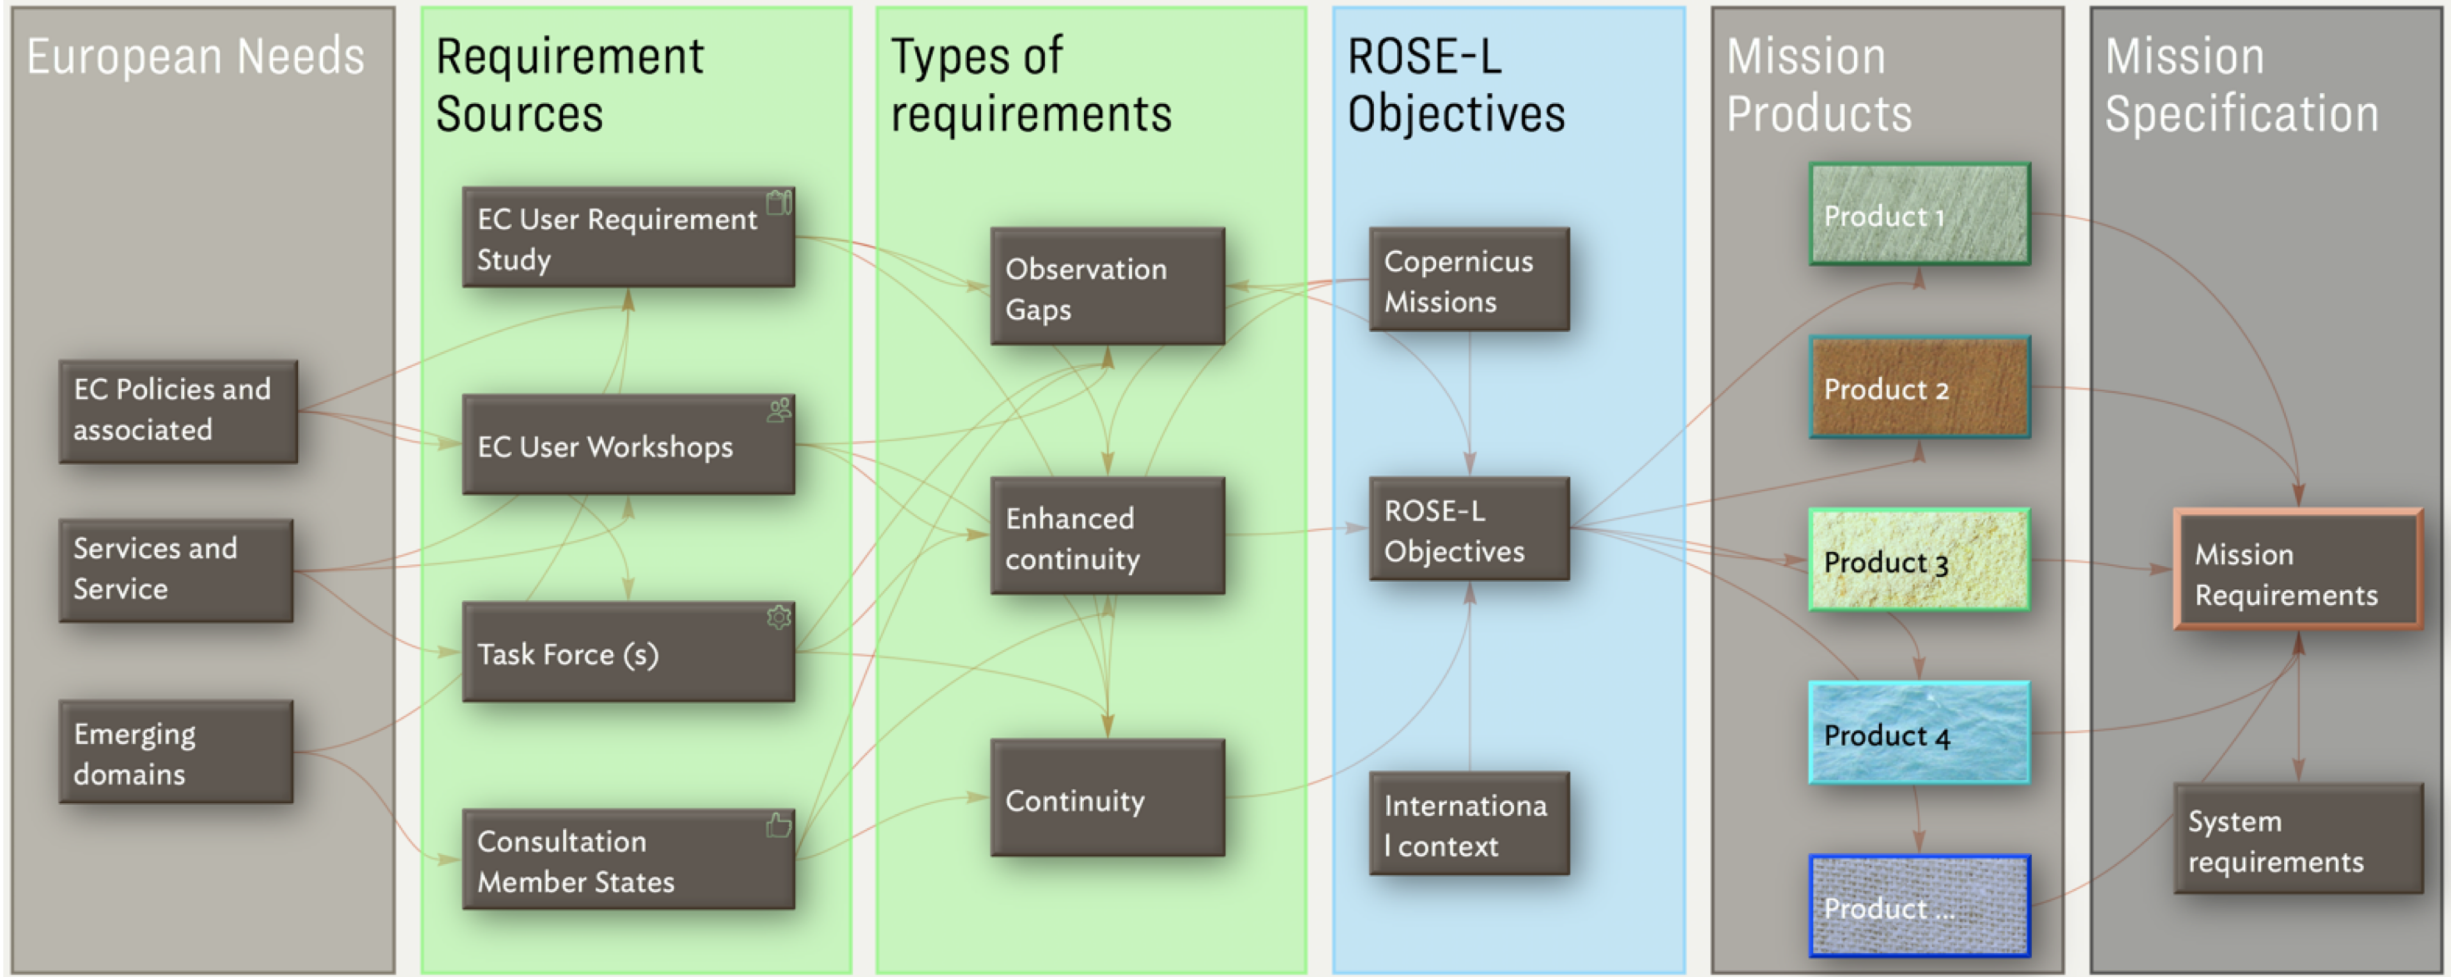 European Needs
EC Policies and
associated
Services and
Service
Emerging
domains
Requirement
Sources
EC User Requirement
Study
EC User Workshops
Task Force (s)
Consultation
Member States
Types of
requirements
Observation
Gaps
Enhanced
continuity
Continuity
ROSE-L
Objectives
Copernicus
Missions
ROSE-L
Objectives
Internationa
l context
Mission
Products
Product 1
Product 2
Product 3
Product 4
Product ...
Mission
Specification
Mission
Requirements
System
requirements